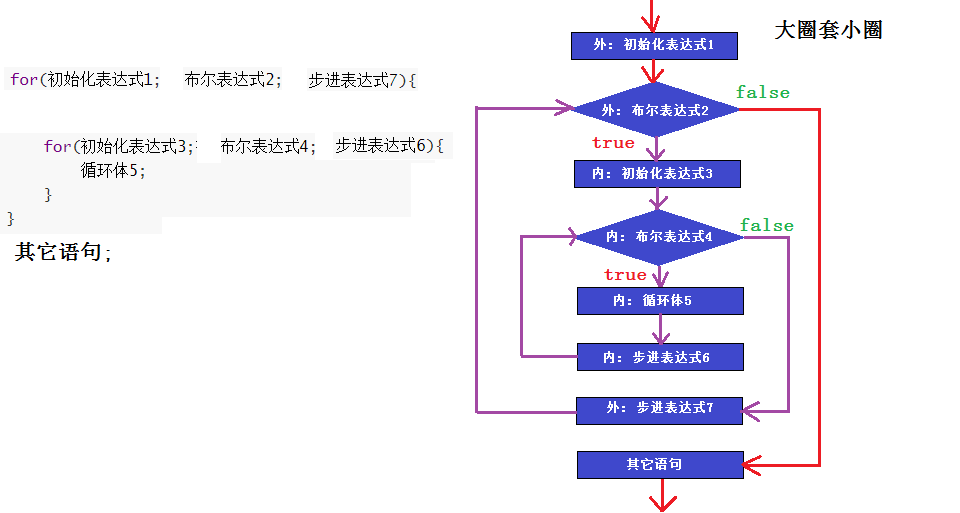 for(初始化表达式1; 布尔表达式2; 步进表达式7){
for(初始化表达式3; 布尔表达式4; 步进表达式6){
循环体5;
}
}
其它语句;
大圈套小圈
外: 初始化表达式1
外: 布尔表达式2
false
true
内: 初始化表达式3
内: 布尔表达式4
false
true
内: 循环体5
内: 步进表达式6
外: 步进表达式7
其它语句